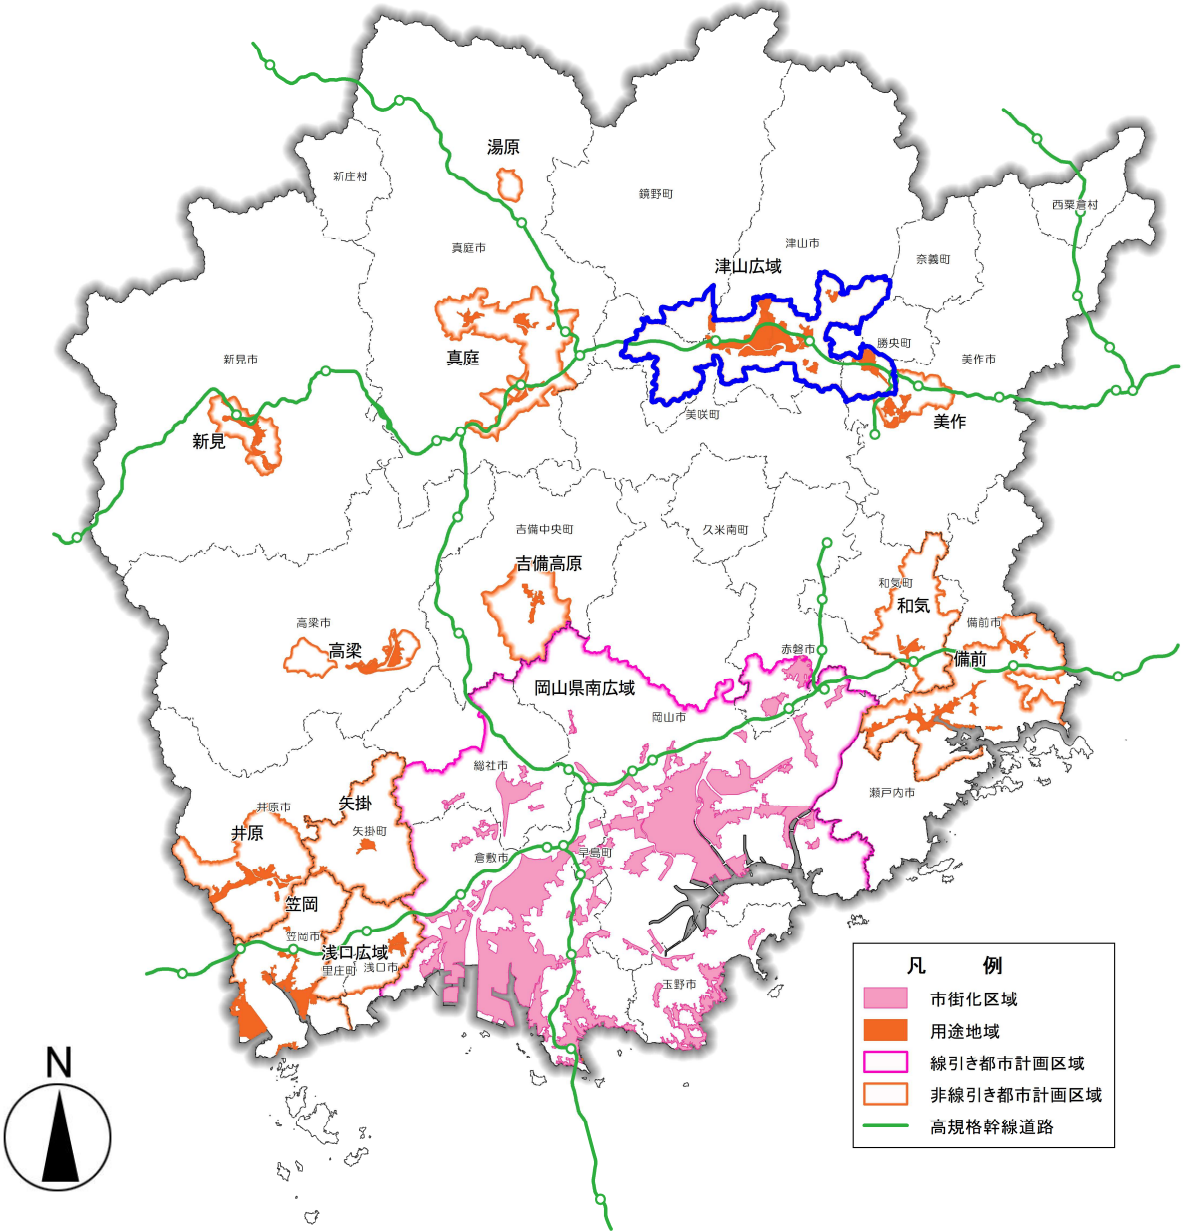 湯原
新庄村
鏡野町
西粟倉村
真庭市
津山市
奈義町
津山広域
勝央町
新見市
真庭
美作市
美咲町
美作
新見
吉備中央町
久米南町
吉備高原
和気町
和気
高梁市
備前市
高梁
赤磐市
備前
岡山県南広域
岡山市
総社市
瀬戸内市
矢掛
井原市
井原
矢掛町
倉敷市
早島町
笠岡
笠岡市
浅口広域
里庄町
浅口市
玉野市
凡 例
市街化区域
用途地域
線引き都市計画区域
非線引き都市計画区域
高規格幹線道路
N